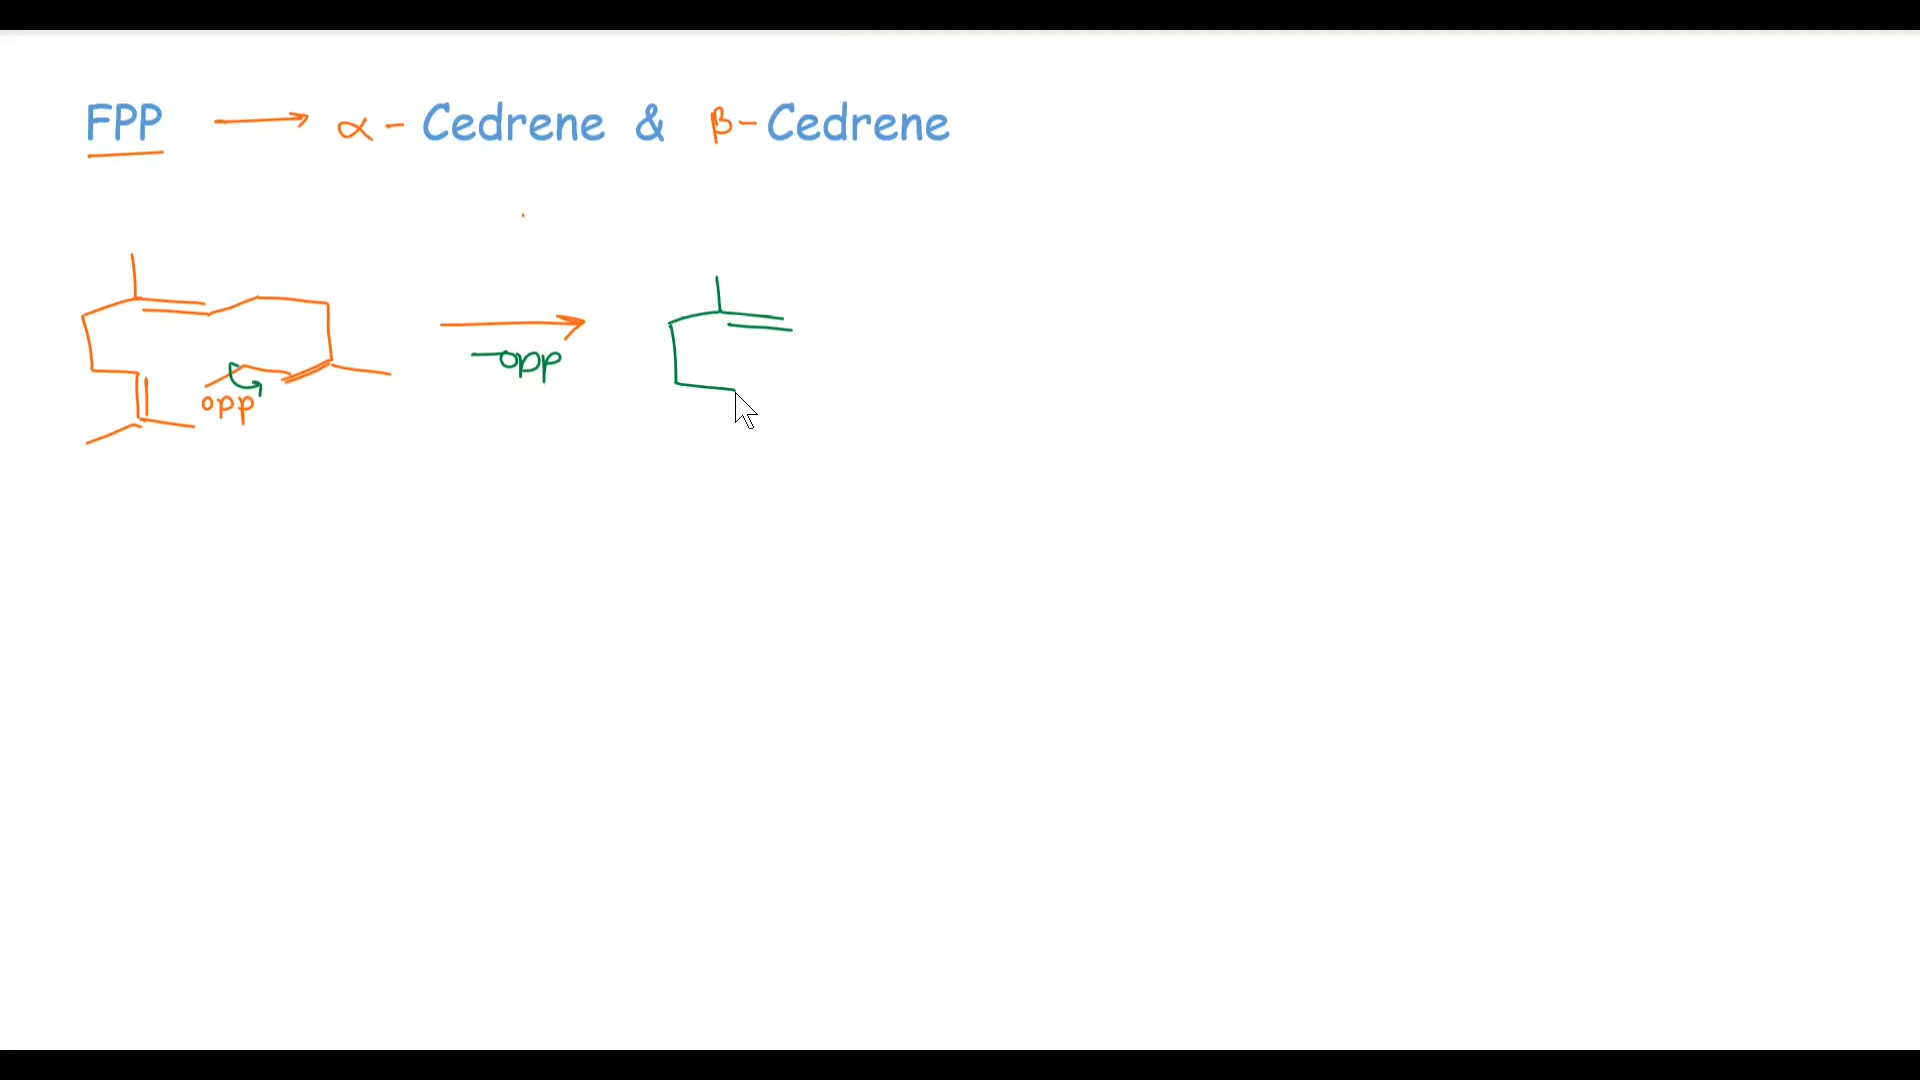 FPP → α - Cedrene & β - Cedrene
opp
-opp